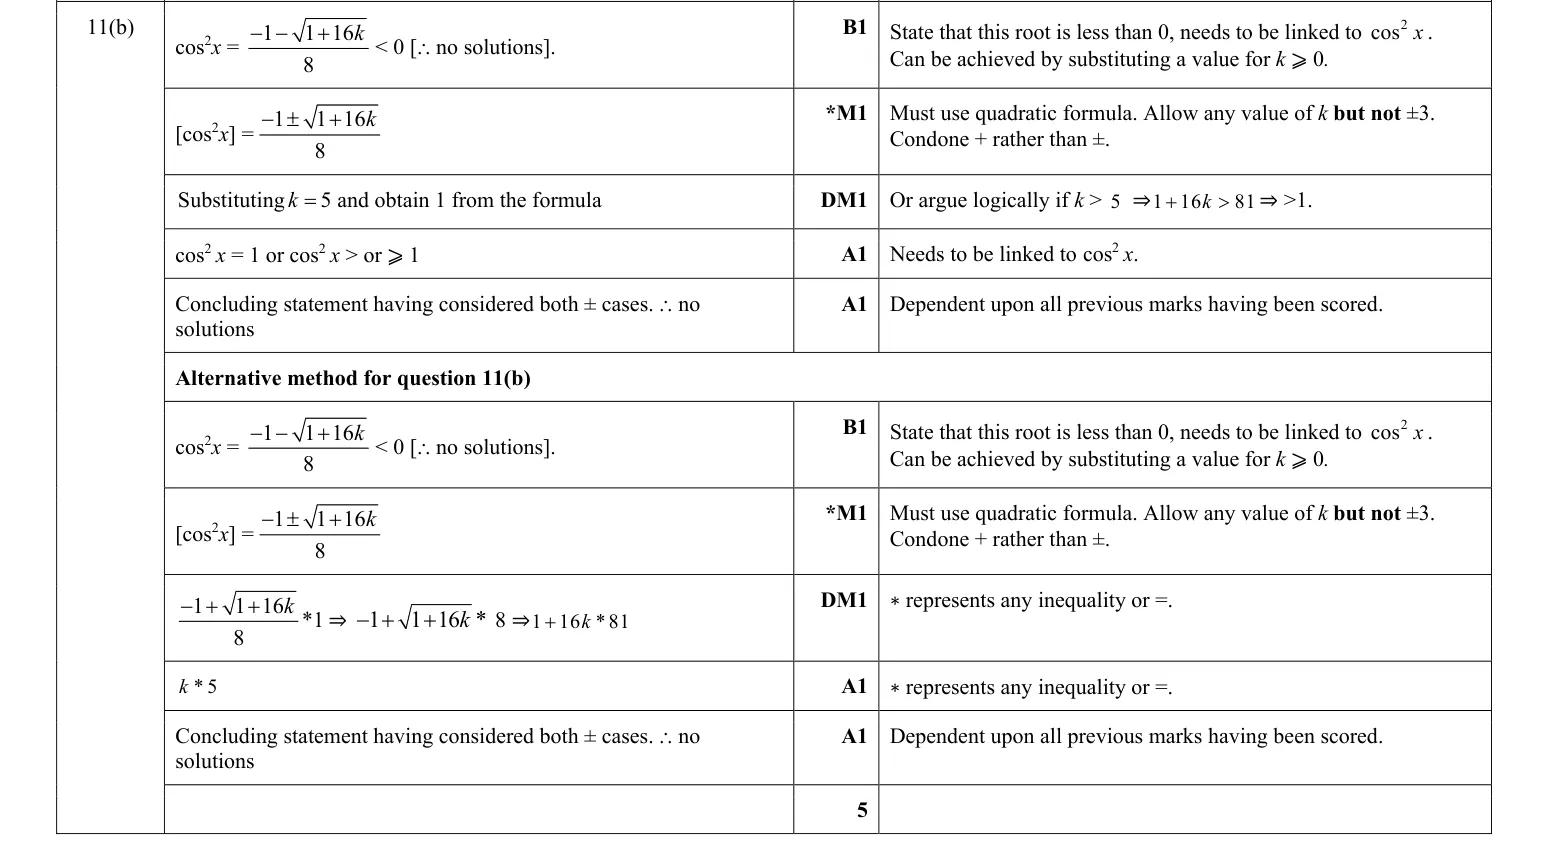 11(b)
cos²x = (−1 − √(1+16k))/8 < 0 [∴ no solutions].
B1
State that this root is less than 0, needs to be linked to cos² x .
Can be achieved by substituting a value for k ⩾ 0.
[cos²x] = (−1 ± √(1+16k))/8
*M1
Must use quadratic formula. Allow any value of k but not ±3.
Condone + rather than ±.
Substituting k = 5 and obtain 1 from the formula
DM1
Or argue logically if k > 5 ⇒ 1 + 16k > 81 ⇒ >1.
cos² x = 1 or cos² x > or ⩾ 1
A1
Needs to be linked to cos² x.
Concluding statement having considered both ± cases. ∴ no
solutions
A1
Dependent upon all previous marks having been scored.
Alternative method for question 11(b)
cos²x = (−1 − √(1+16k))/8 < 0 [∴ no solutions].
B1
State that this root is less than 0, needs to be linked to cos² x .
Can be achieved by substituting a value for k ⩾ 0.
[cos²x] = (−1 ± √(1+16k))/8
*M1
Must use quadratic formula. Allow any value of k but not ±3.
Condone + rather than ±.
(−1 + √(1+16k))/8 *1 ⇒ −1 + √(1+16k) * 8 ⇒ 1 + 16k * 81
DM1
* represents any inequality or =.
k * 5
A1
* represents any inequality or =.
Concluding statement having considered both ± cases. ∴ no
solutions
A1
Dependent upon all previous marks having been scored.
5